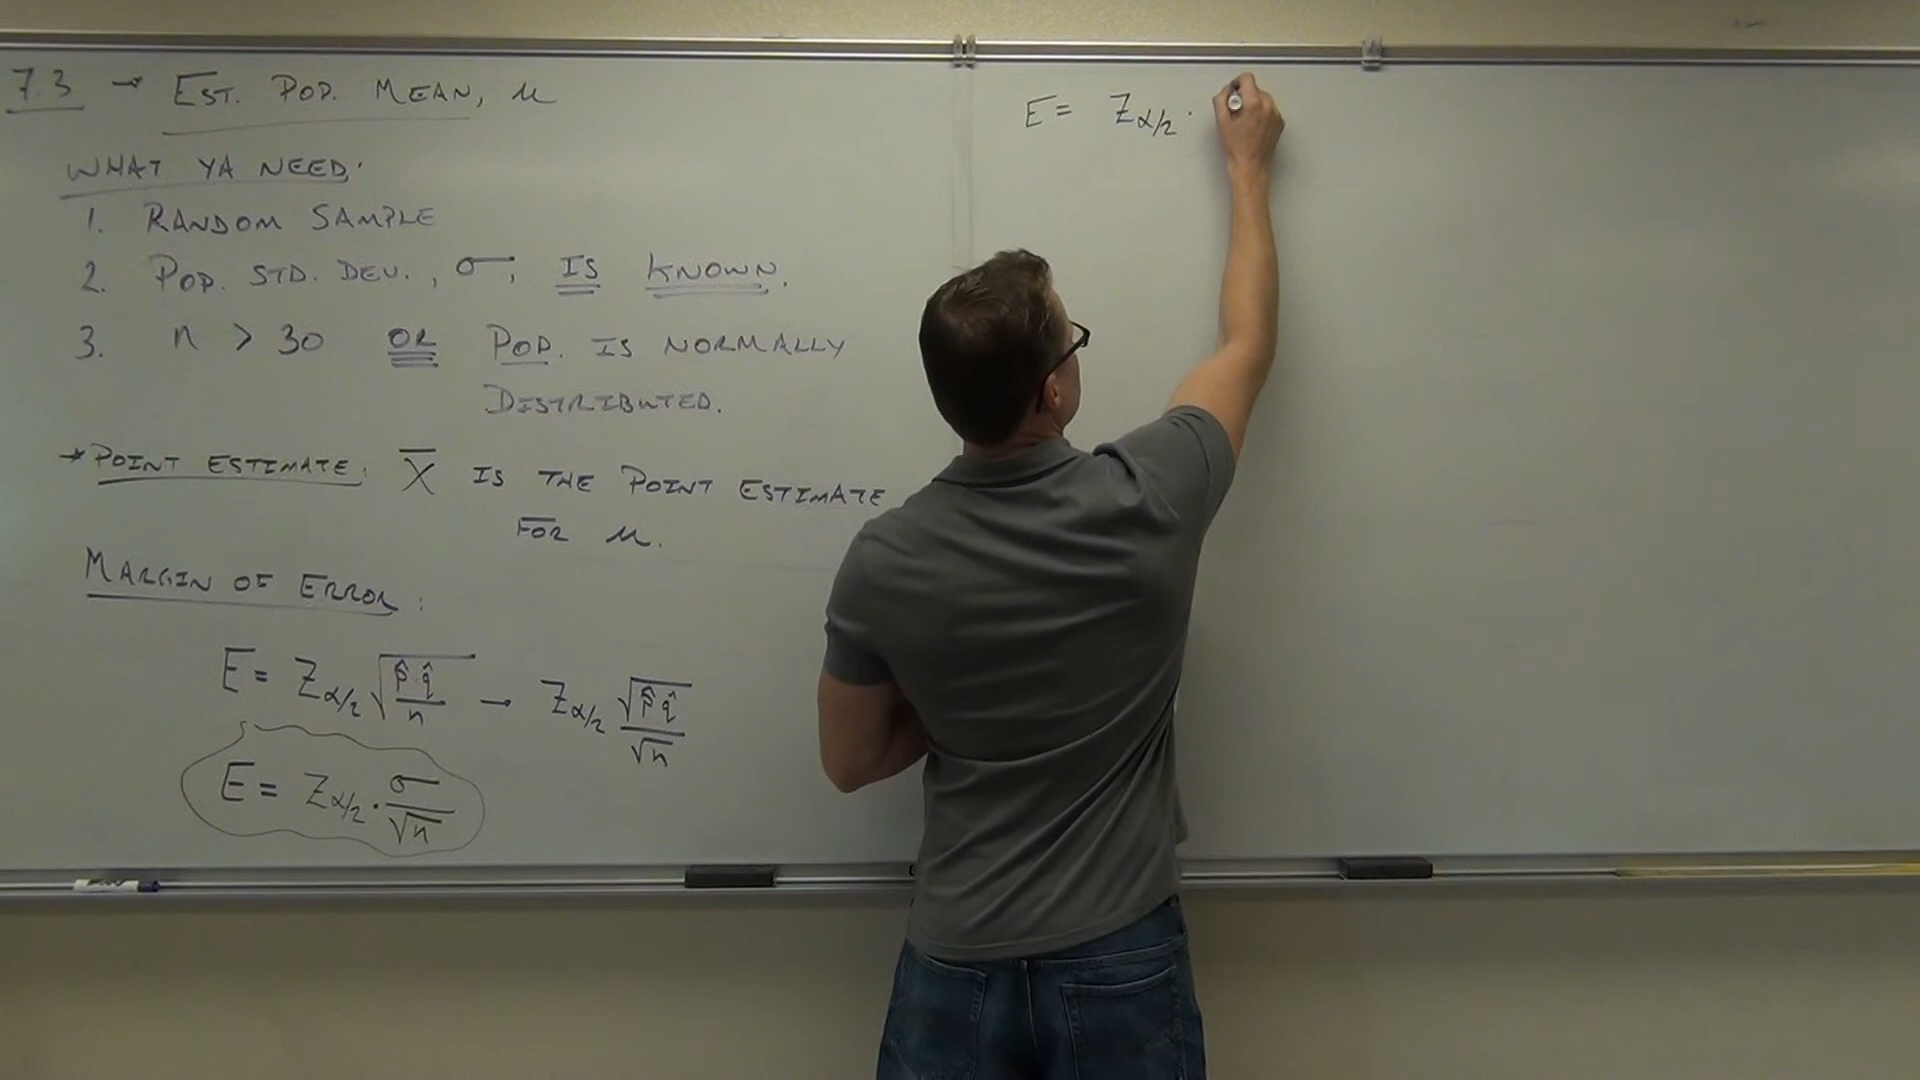 7.3 → EST. POP. MEAN, μ
WHAT YA NEED:
1. RANDOM SAMPLE
2. POP. STD. DEV., σ, IS KNOWN.
3. n > 30 OR POP. IS NORMALLY
DISTRIBUTED.
→ POINT ESTIMATE: X̄ IS THE POINT ESTIMATE
FOR μ.
MARGIN OF ERROR:
E = Zα/2 √(p̂·q̂/n) → Zα/2 √(p̂q̂)/√n
E = Zα/2 · σ/√n
E = Zα/2 ·